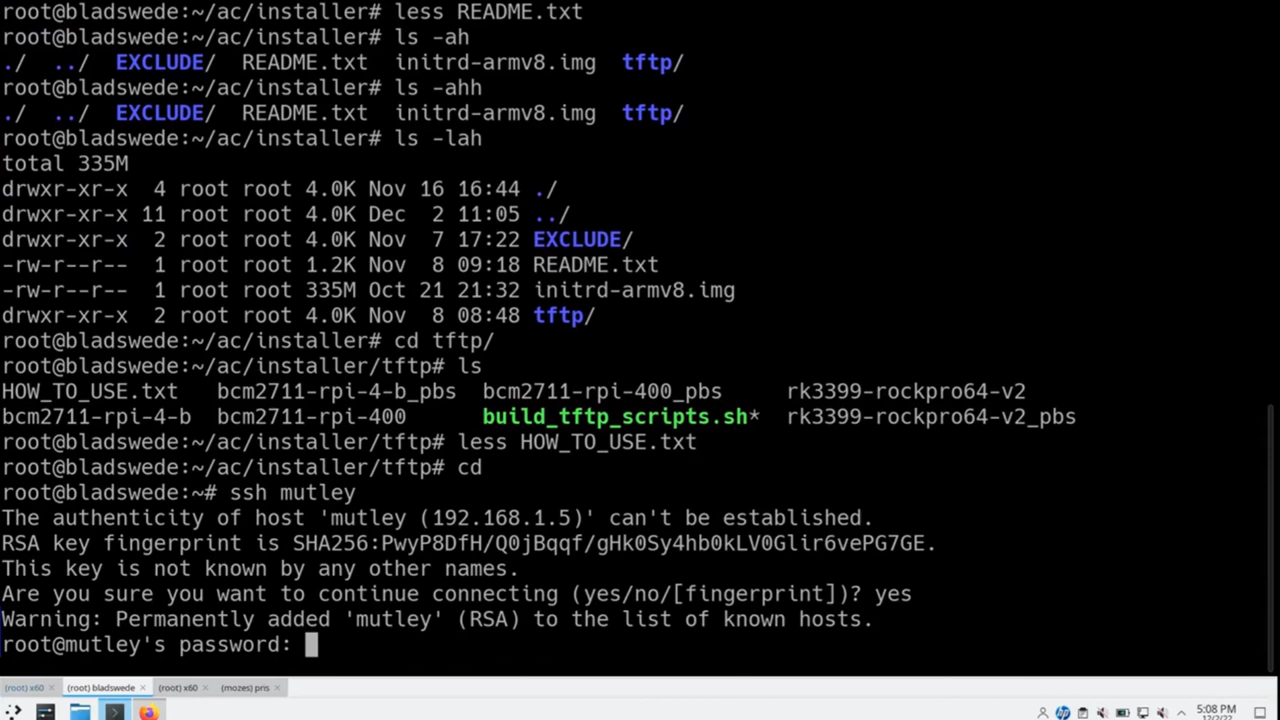 root@bladswede:~/ac/installer# less README.txt
root@bladswede:~/ac/installer# ls -ah
./  ../  EXCLUDE/  README.txt  initrd-armv8.img  tftp/
root@bladswede:~/ac/installer# ls -ahh
./  ../  EXCLUDE/  README.txt  initrd-armv8.img  tftp/
root@bladswede:~/ac/installer# ls -lah
total 335M
drwxr-xr-x  4 root root 4.0K Nov 16 16:44 ./
drwxr-xr-x 11 root root 4.0K Dec  2 11:05 ../
drwxr-xr-x  2 root root 4.0K Nov  7 17:22 EXCLUDE/
-rw-r--r--  1 root root 1.2K Nov  8 09:18 README.txt
-rw-r--r--  1 root root 335M Oct 21 21:32 initrd-armv8.img
drwxr-xr-x  2 root root 4.0K Nov  8 08:48 tftp/
root@bladswede:~/ac/installer# cd tftp/
root@bladswede:~/ac/installer/tftp# ls
HOW_TO_USE.txt   bcm2711-rpi-4-b_pbs  bcm2711-rpi-400_pbs    rk3399-rockpro64-v2
bcm2711-rpi-4-b  bcm2711-rpi-400      build_tftp_scripts.sh*  rk3399-rockpro64-v2_pbs
root@bladswede:~/ac/installer/tftp# less HOW_TO_USE.txt
root@bladswede:~/ac/installer/tftp# cd
root@bladswede:~# ssh mutley
The authenticity of host 'mutley (192.168.1.5)' can't be established.
RSA key fingerprint is SHA256:PwyP8DfH/Q0jBqqf/gHk0Sy4hb0kLV0Glir6vePG7GE.
This key is not known by any other names.
Are you sure you want to continue connecting (yes/no/[fingerprint])? yes
Warning: Permanently added 'mutley' (RSA) to the list of known hosts.
root@mutley's password:
(root) x60  (root) bladswede  (root) x60  (mozes) pris
hp 5:08 PM
12/2/22